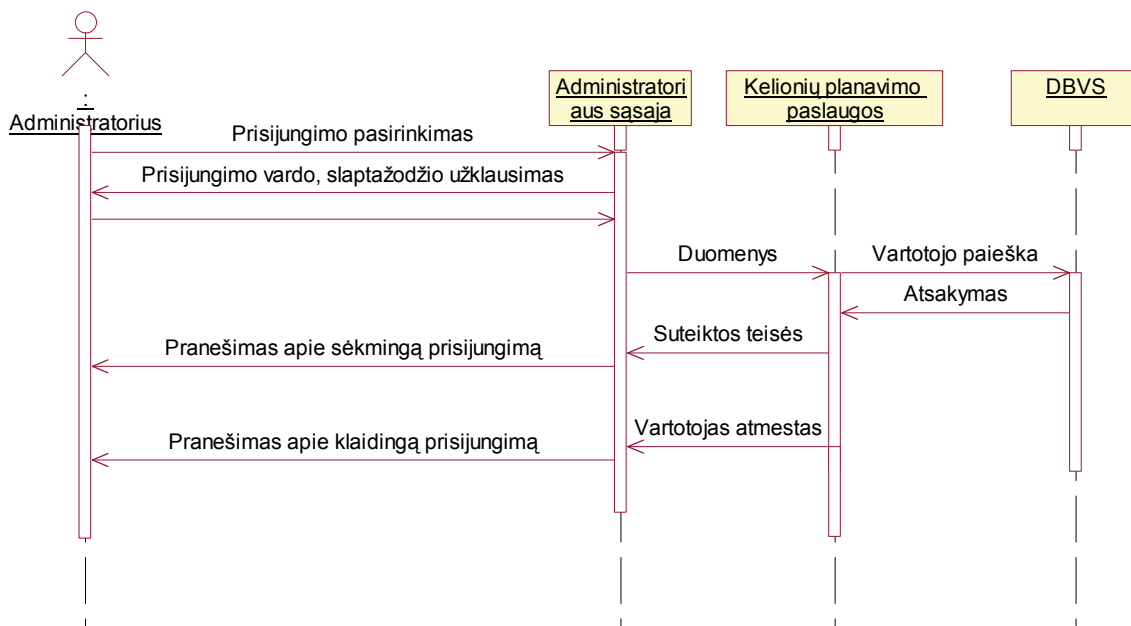 :
Administratorius
Administratori
aus sąsaja
Kelionių planavimo
paslaugos
DBVS
Prisijungimo pasirinkimas
Prisijungimo vardo, slaptažodžio užklausimas
Duomenys
Vartotojo paieška
Atsakymas
Suteiktos teisės
Pranešimas apie sėkmingą prisijungimą
Vartotojas atmestas
Pranešimas apie klaidingą prisijungimą